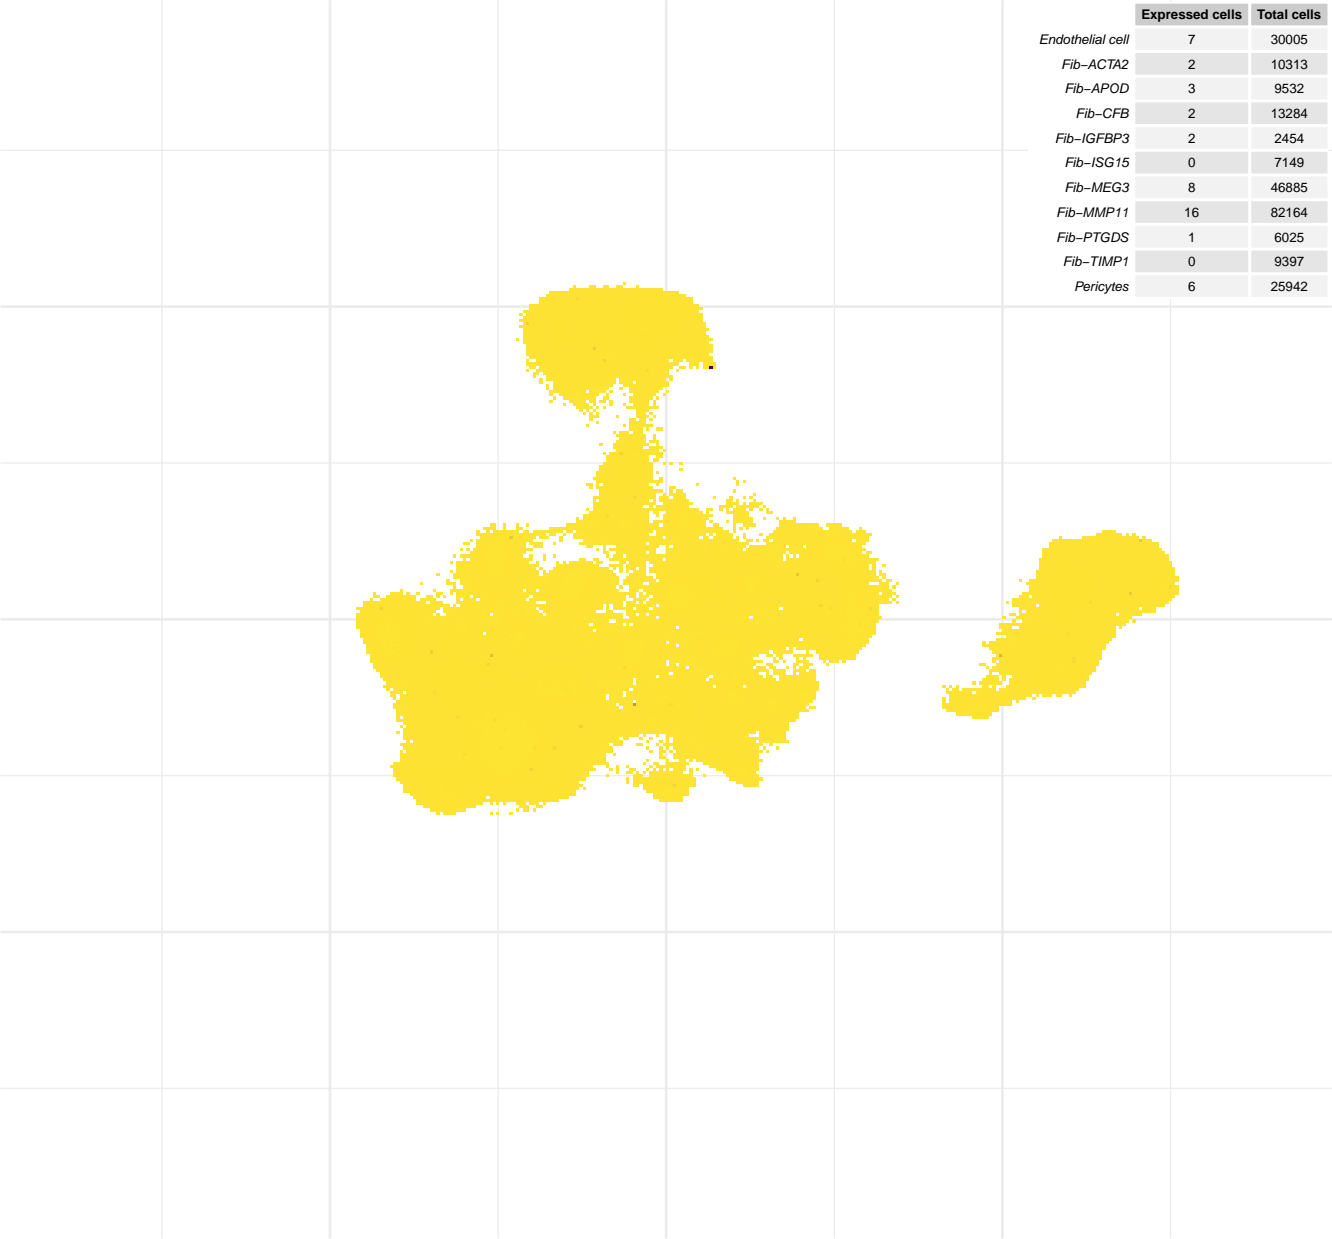 Expressed cells Total cells
Endothelial cell 7 30005
Fib−ACTA2 2 10313
Fib−APOD 3 9532
Fib−CFB 2 13284
Fib−IGFBP3 2 2454
Fib−ISG15 0 7149
Fib−MEG3 8 46885
Fib−MMP11 16 82164
Fib−PTGDS 1 6025
Fib−TIMP1 0 9397
Pericytes 6 25942